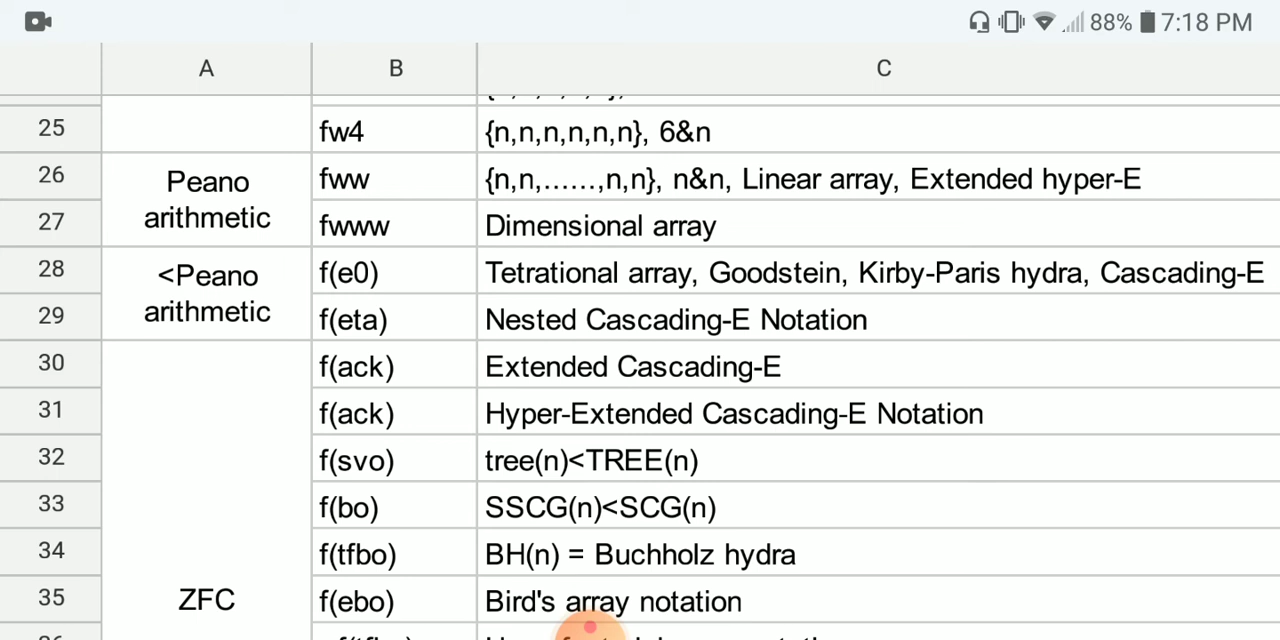 88% 7:18 PM
A B C
25 fw4 {n,n,n,n,n,n}, 6&n
26 Peano arithmetic fww {n,n,......,n,n}, n&n, Linear array, Extended hyper-E
27 fwww Dimensional array
28 <Peano arithmetic f(e0) Tetrational array, Goodstein, Kirby-Paris hydra, Cascading-E
29 f(eta) Nested Cascading-E Notation
30 f(ack) Extended Cascading-E
31 f(ack) Hyper-Extended Cascading-E Notation
32 f(svo) tree(n)<TREE(n)
33 f(bo) SSCG(n)<SCG(n)
34 f(tfbo) BH(n) = Buchholz hydra
35 ZFC f(ebo) Bird's array notation